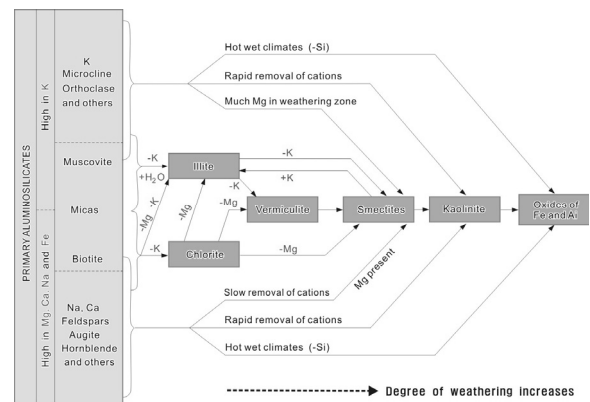 PRIMARY ALUMINOSILICATES
High in K
High in Mg, Ca, Na and Fe
K
Microcline
Orthoclase
and others
Muscovite
Micas
Biotite
Na, Ca
Feldspars
Augite
Hornblende
and others
Hot wet climates (-Si)
Rapid removal of cations
Much Mg in weathering zone
-K
+H₂O
-K
-Mg
-K
Illite
-Mg
Chlorite
-K
+K
-K
-Mg
Vermiculite
-Mg
Smectites
Kaolinite
Oxides of
Fe and Al
Mg present
Slow removal of cations
Rapid removal of cations
Hot wet climates (-Si)
Degree of weathering increases